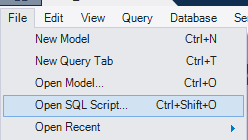 File Edit View Query Database Se
New Model Ctrl+N
New Query Tab Ctrl+T
Open Model... Ctrl+O
Open SQL Script... Ctrl+Shift+O
Open Recent